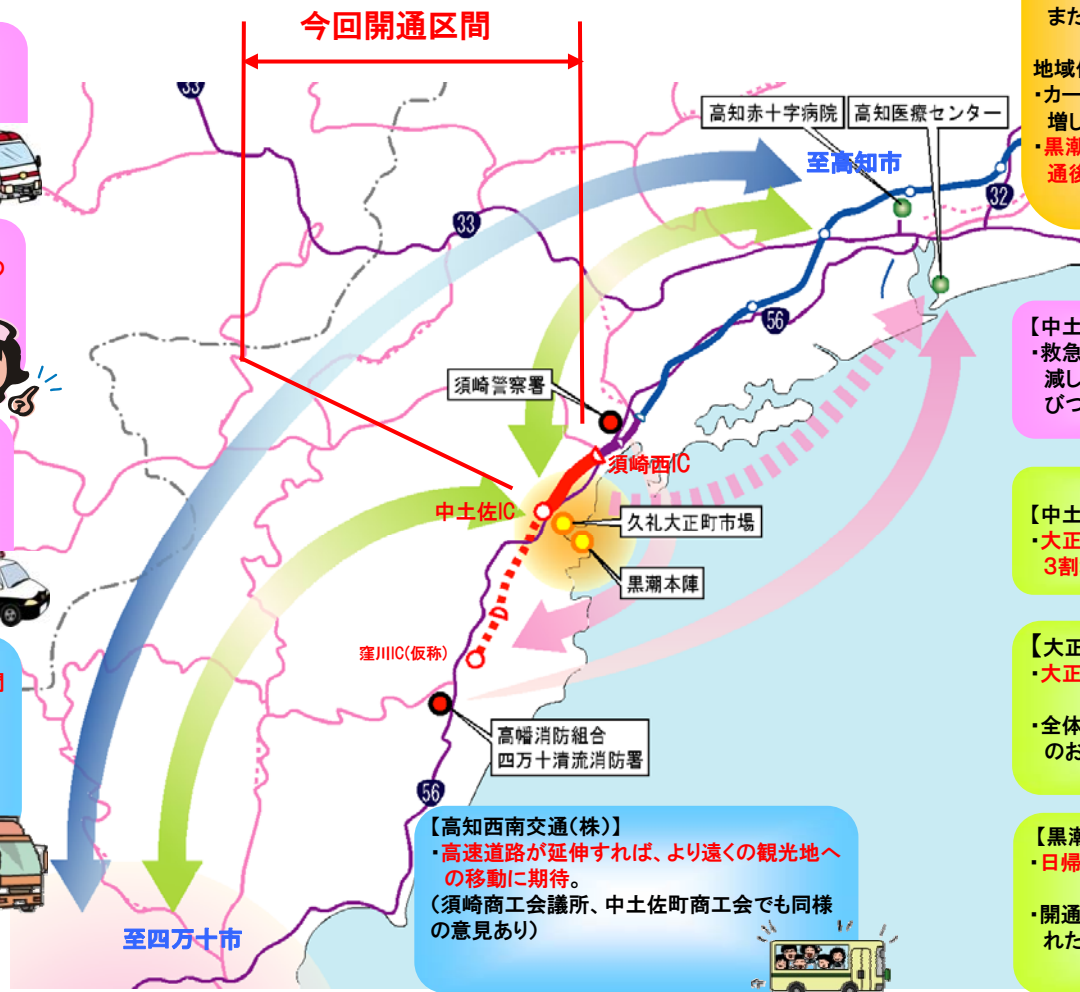 今回開通区間
33
高知赤十字病院
高知医療センター
至高知市
32
33
56
須崎警察署
須崎西IC
中土佐IC
久礼大正町市場
黒潮本陣
窪川IC(仮称)
高幡消防組合
四万十清流消防署
56
至四万十市
【高知西南交通(株)】
・高速道路が延伸すれば、より遠くの観光地へ
の移動に期待。
(須崎商工会議所、中土佐町商工会でも同様
の意見あり)
また
地域
・カー
増し
・黒潮
通後
【中土
・救急
減し
びつ
【中土
・大正
3割
【大正
・大正
・全体
のお
【黒潮
・日帰
・開通
れた